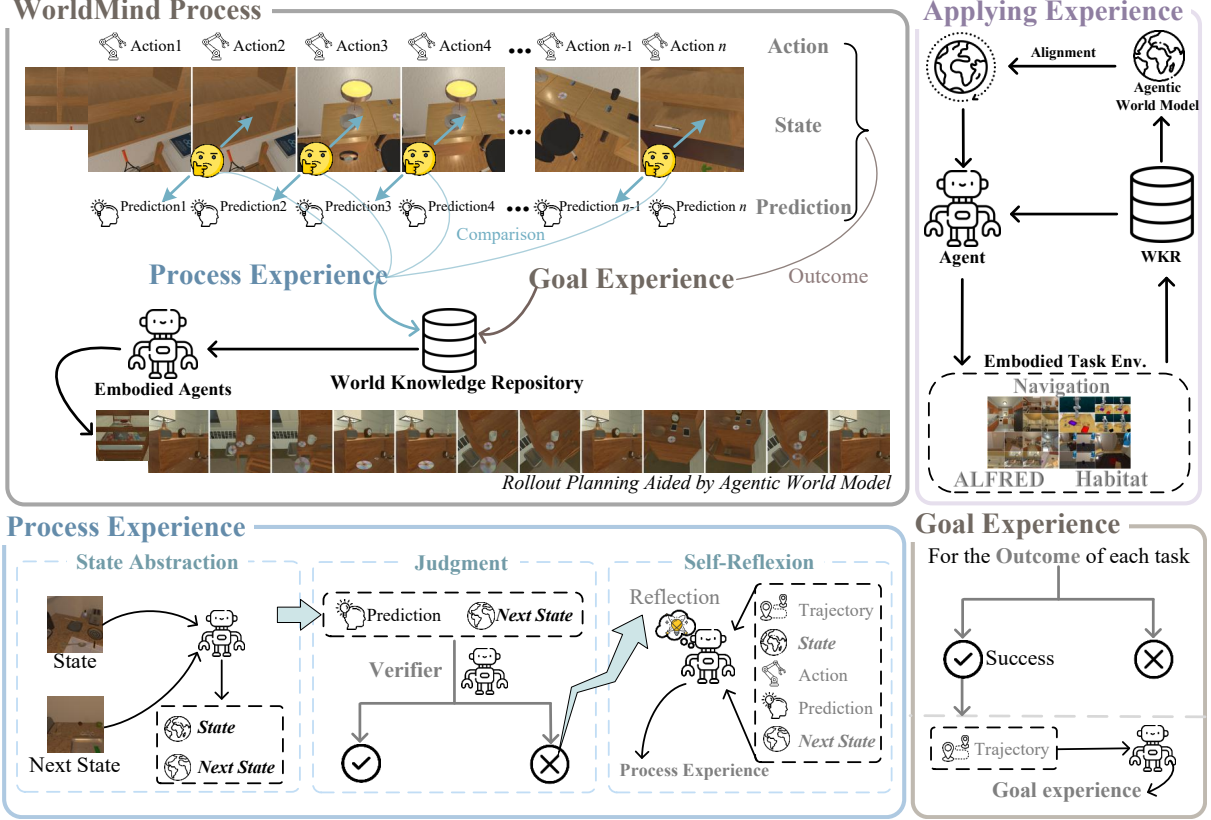 WorldMind Process
Action1
Action2
Action3
Action4
•••
Action n-1
Action n
Action
State
•••
Prediction1
Prediction2
Prediction3
Prediction4
•••
Prediction n-1
Prediction n
Prediction
Comparison
Process Experience
Goal Experience
Outcome
Embodied Agents
World Knowledge Repository
Rollout Planning Aided by Agentic World Model
Applying Experience
Alignment
Agentic
World Model
Agent
WKR
Embodied Task Env.
Navigation
ALFRED
Habitat
Process Experience
State Abstraction
State
Next State
State
Next State
Judgment
Prediction
Next State
Verifier
Self-Reflexion
Reflection
Trajectory
State
Action
Prediction
Next State
Process Experience
Goal Experience
For the Outcome of each task
Success
Trajectory
Goal experience